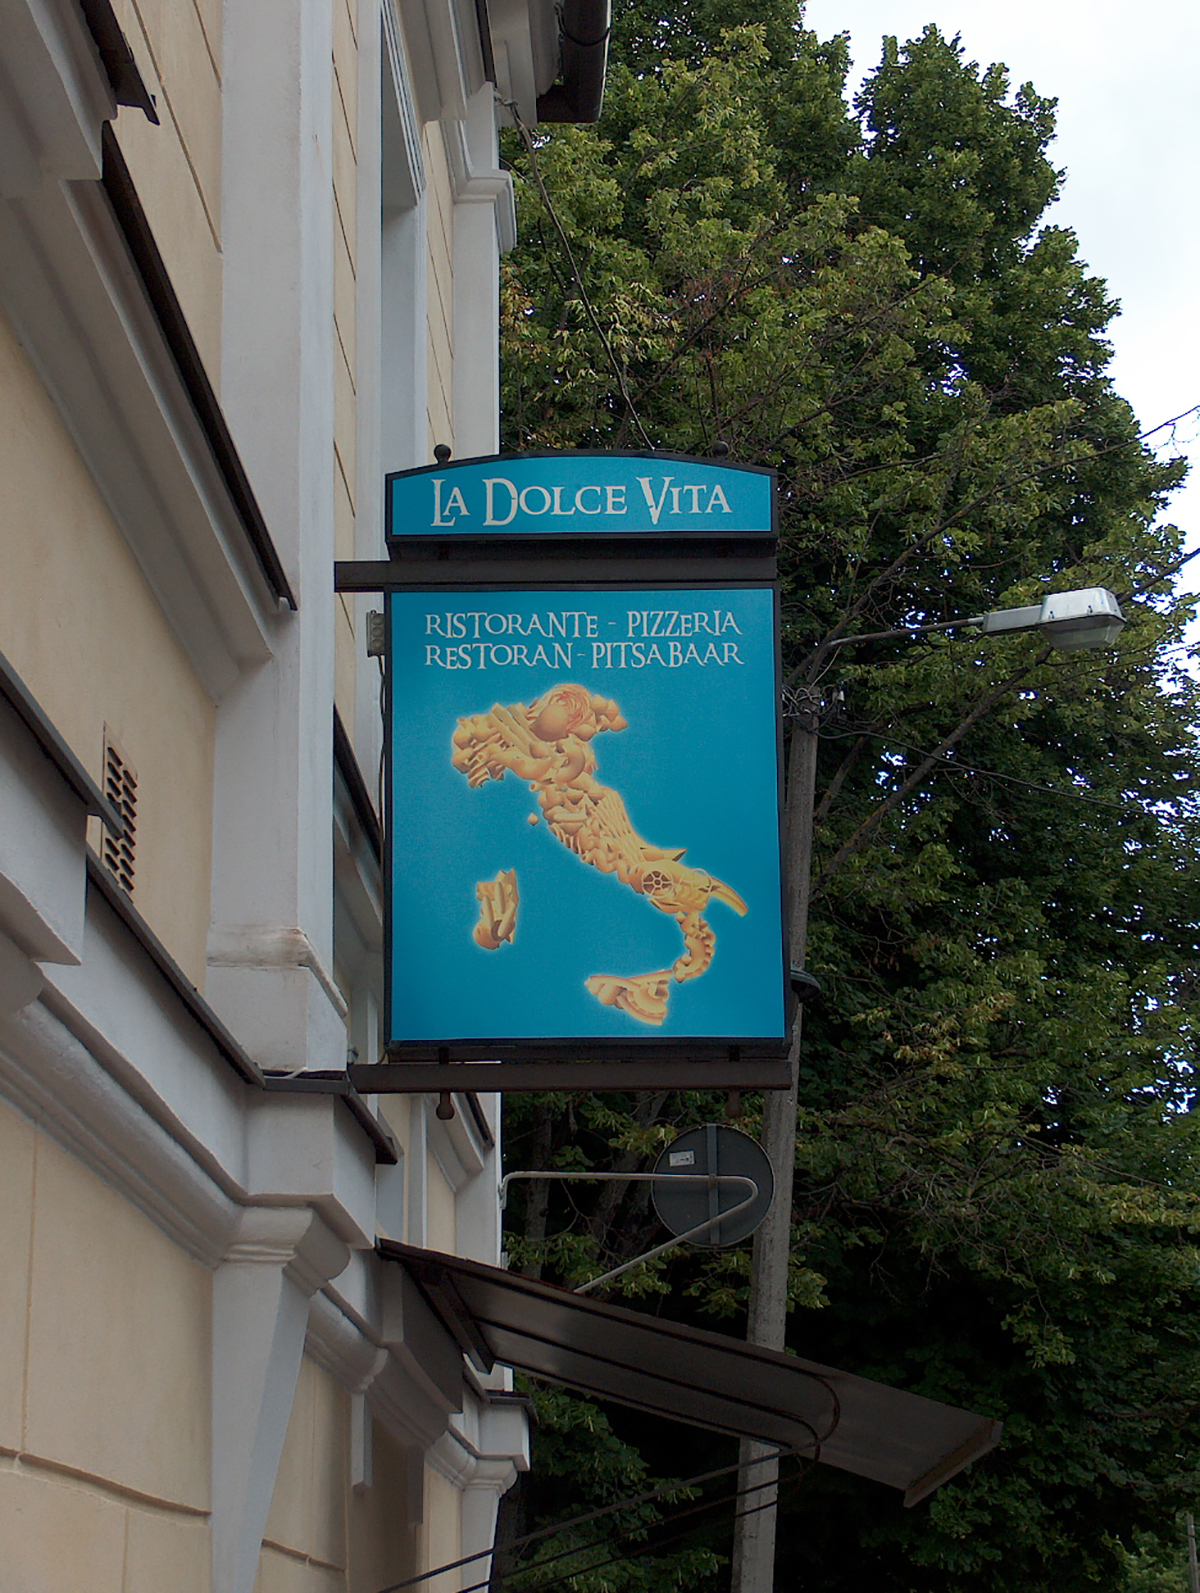 LA DOLCE VITA
RISTORANTE - PIZZERIA
RESTORAN - PITSABAAR